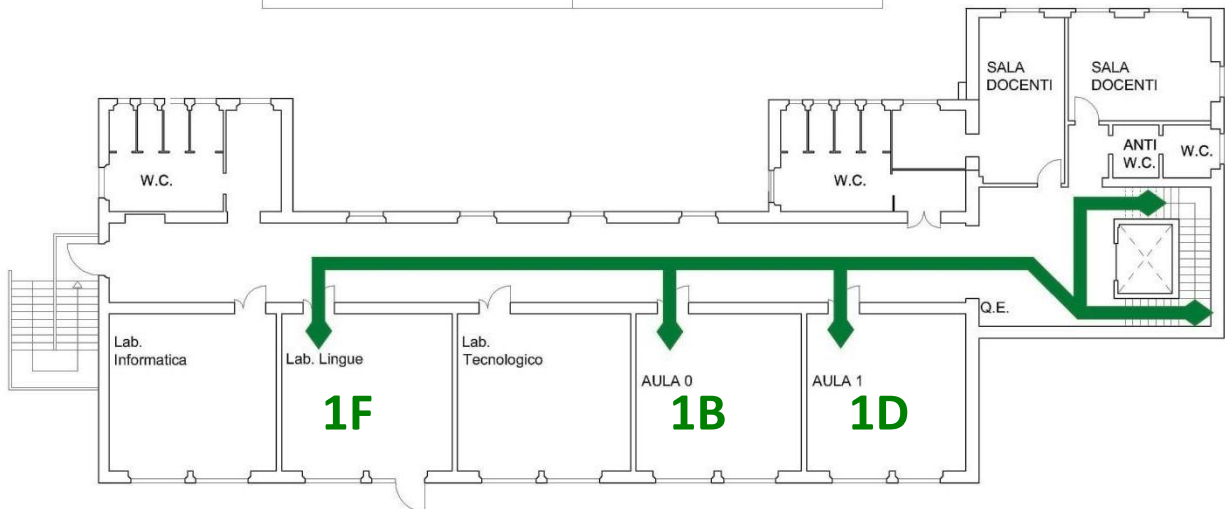 SALA
DOCENTI
SALA
DOCENTI
ANTI
W.C.
W.C.
W.C.
W.C.
Q.E.
Lab.
Informatica
Lab. Lingue
Lab.
Tecnologico
AULA 0
AULA 1
1F
1B
1D